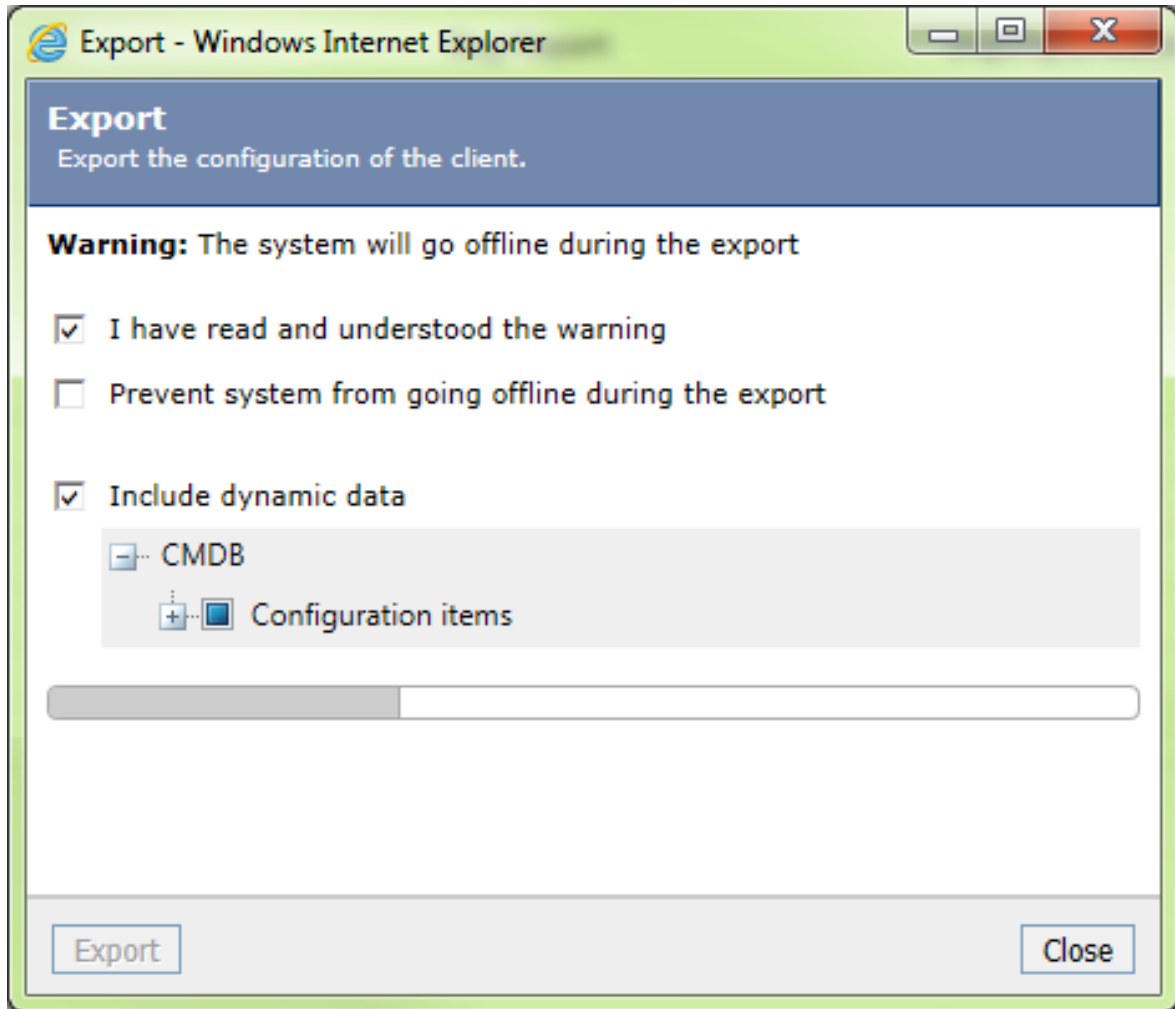 Export - Windows Internet Explorer
Export
Export the configuration of the client.
Warning: The system will go offline during the export
I have read and understood the warning
Prevent system from going offline during the export
Include dynamic data
CMDB
Configuration items
Export
Close